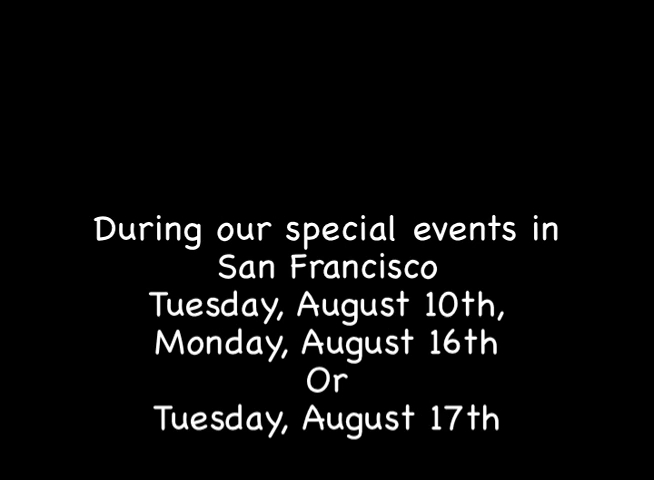 During our special events in
San Francisco
Tuesday, August 10th,
Monday, August 16th
Or
Tuesday, August 17th